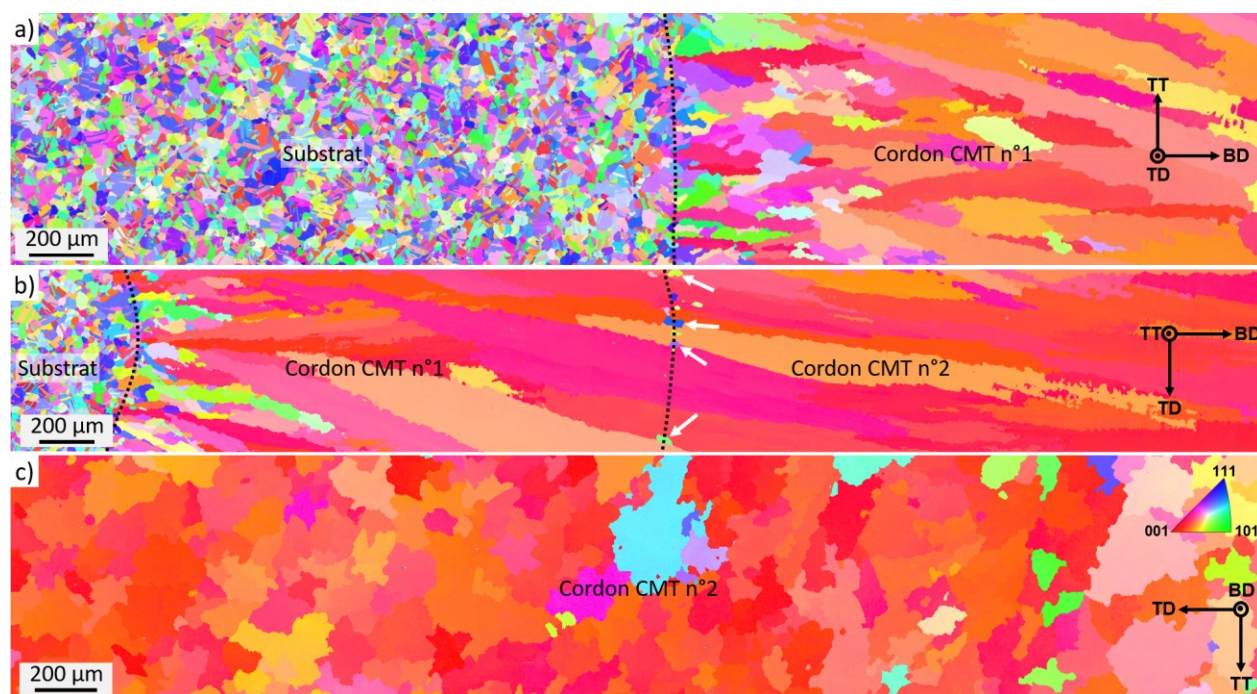 a)
TT
Substrat
Cordon CMT n°1
BD
TD
200 µm
b)
TT
BD
Substrat
Cordon CMT n°1
Cordon CMT n°2
TD
200 µm
c)
111
001
101
Cordon CMT n°2
BD
TD
200 µm
TT